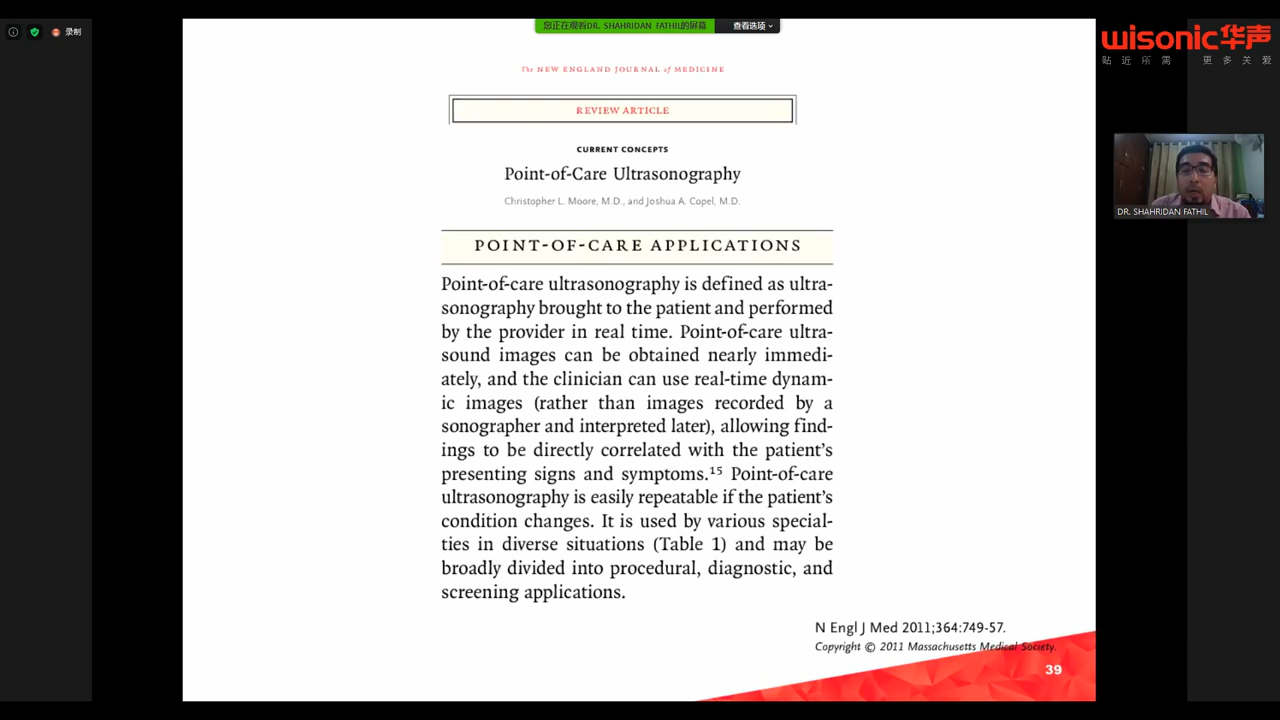 录制
您正在观看DR. SHAHRIDAN FATHIL的屏幕
查看选项
wisonic华声
贴近所需 更多关爱
The NEW ENGLAND JOURNAL of MEDICINE
REVIEW ARTICLE
CURRENT CONCEPTS
Point-of-Care Ultrasonography
Christopher L. Moore, M.D., and Joshua A. Copel, M.D.
POINT-OF-CARE APPLICATIONS
Point-of-care ultrasonography is defined as ultra-
sonography brought to the patient and performed
by the provider in real time. Point-of-care ultra-
sound images can be obtained nearly immedi-
ately, and the clinician can use real-time dynam-
ic images (rather than images recorded by a
sonographer and interpreted later), allowing find-
ings to be directly correlated with the patient's
presenting signs and symptoms.¹⁵ Point-of-care
ultrasonography is easily repeatable if the patient's
condition changes. It is used by various special-
ties in diverse situations (Table 1) and may be
broadly divided into procedural, diagnostic, and
screening applications.
N Engl J Med 2011;364:749-57.
Copyright © 2011 Massachusetts Medical Society.
39
DR. SHAHRIDAN FATHIL